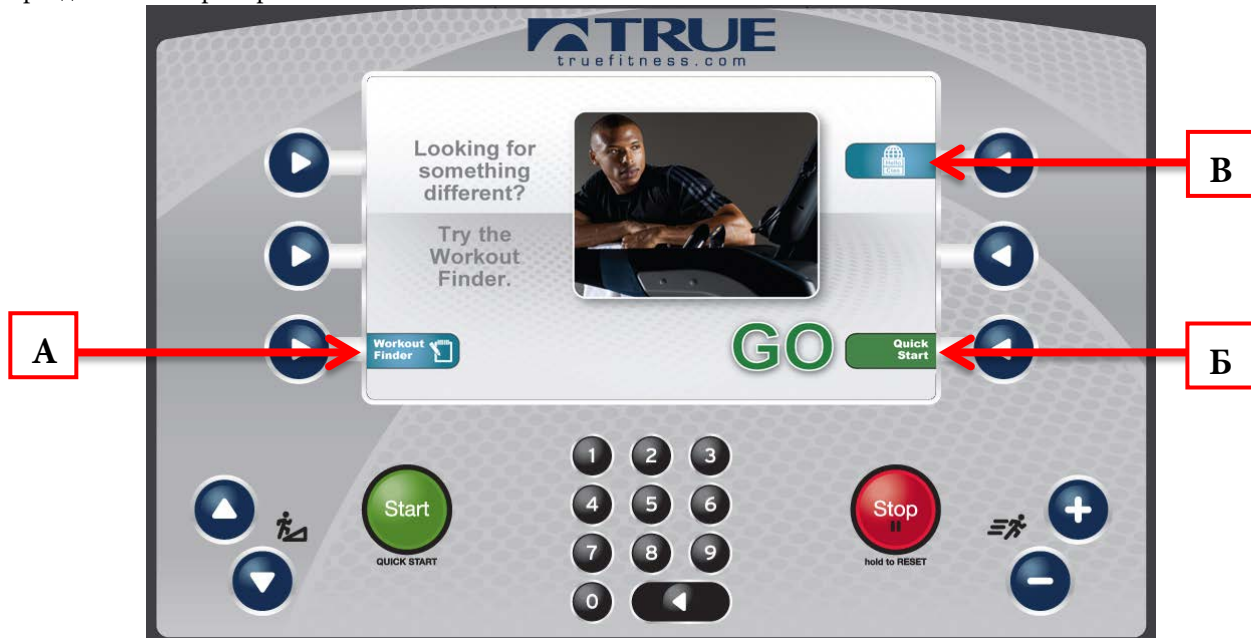 TRUE
truefitness.com
Looking for
something
different?
Try the
Workout
Finder.
В
А
Workout
Finder
GO
Quick
Start
Б
Start
QUICK START
1 2 3
4 5 6
7 8 9
0
Stop
hold to RESET